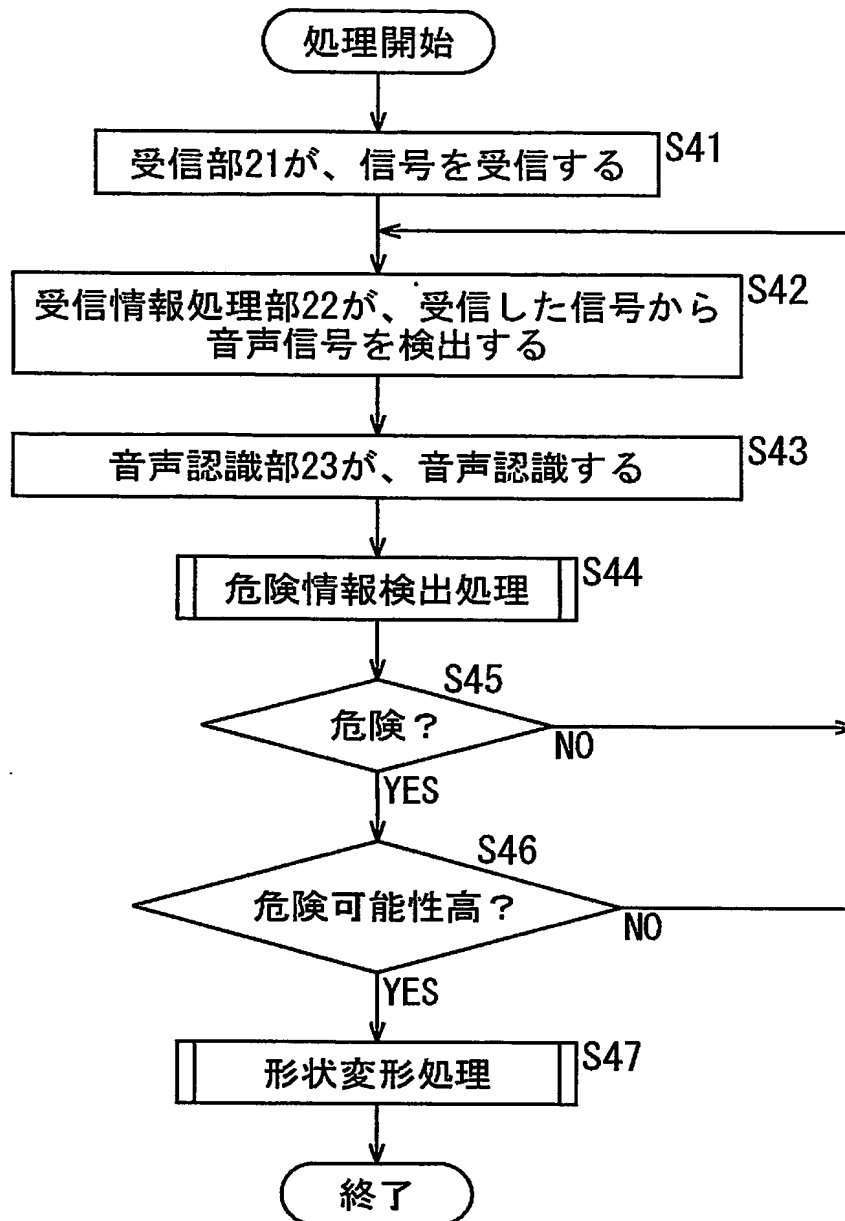 処理開始
受信部21が、信号を受信する
S41
受信情報処理部22が、受信した信号から
音声信号を検出する
S42
音声認識部23が、音声認識する
S43
危険情報検出処理
S44
S45
危険?
NO
YES
S46
危険可能性高?
NO
YES
形状変形処理
S47
終了